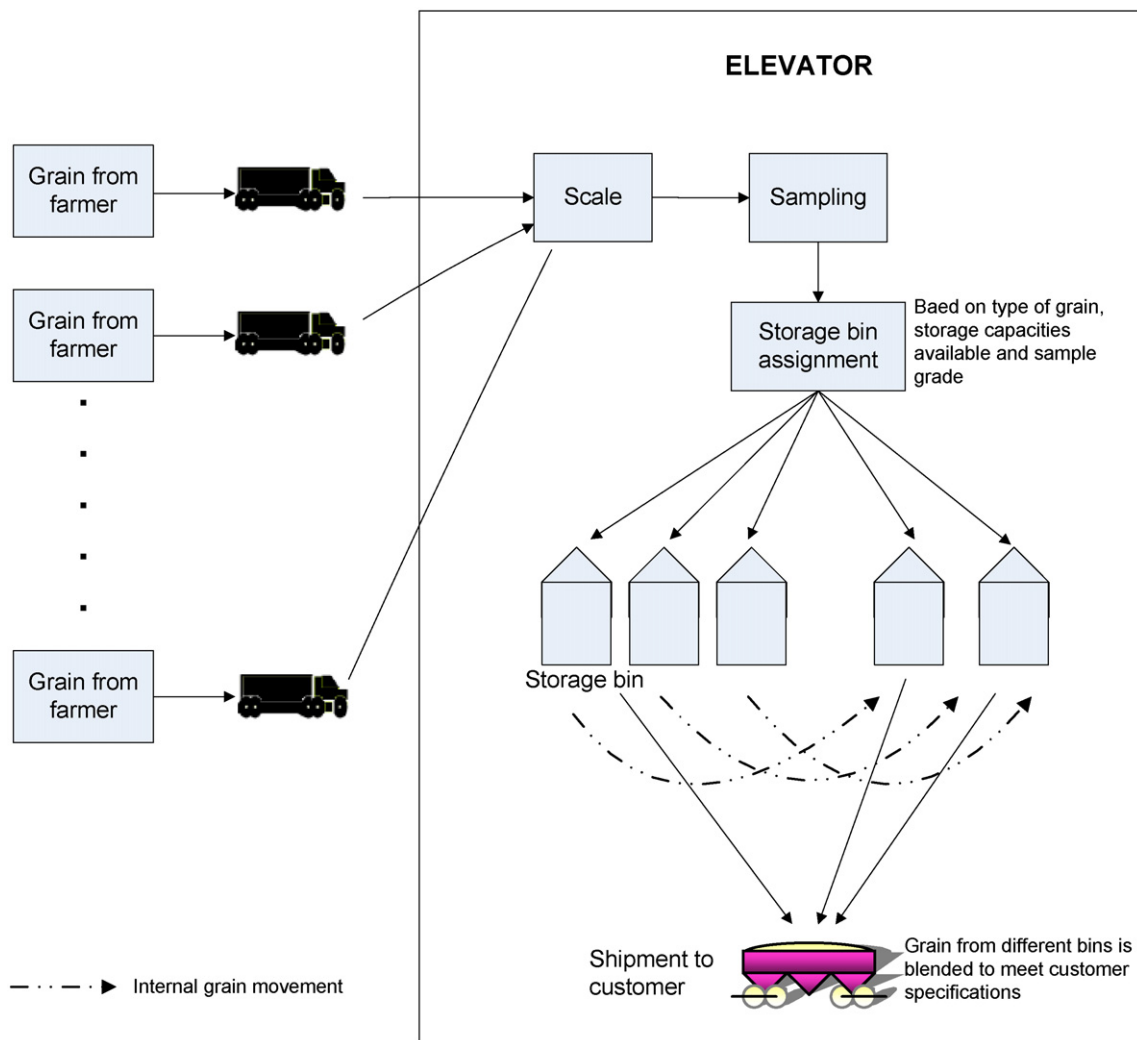 ELEVATOR
Grain from
farmer
Scale
Sampling
Grain from
farmer
Storage bin
assignment
Baed on type of grain,
storage capacities
available and sample
grade
Grain from
farmer
Storage bin
Shipment to
customer
Grain from different bins is
blended to meet customer
specifications
Internal grain movement